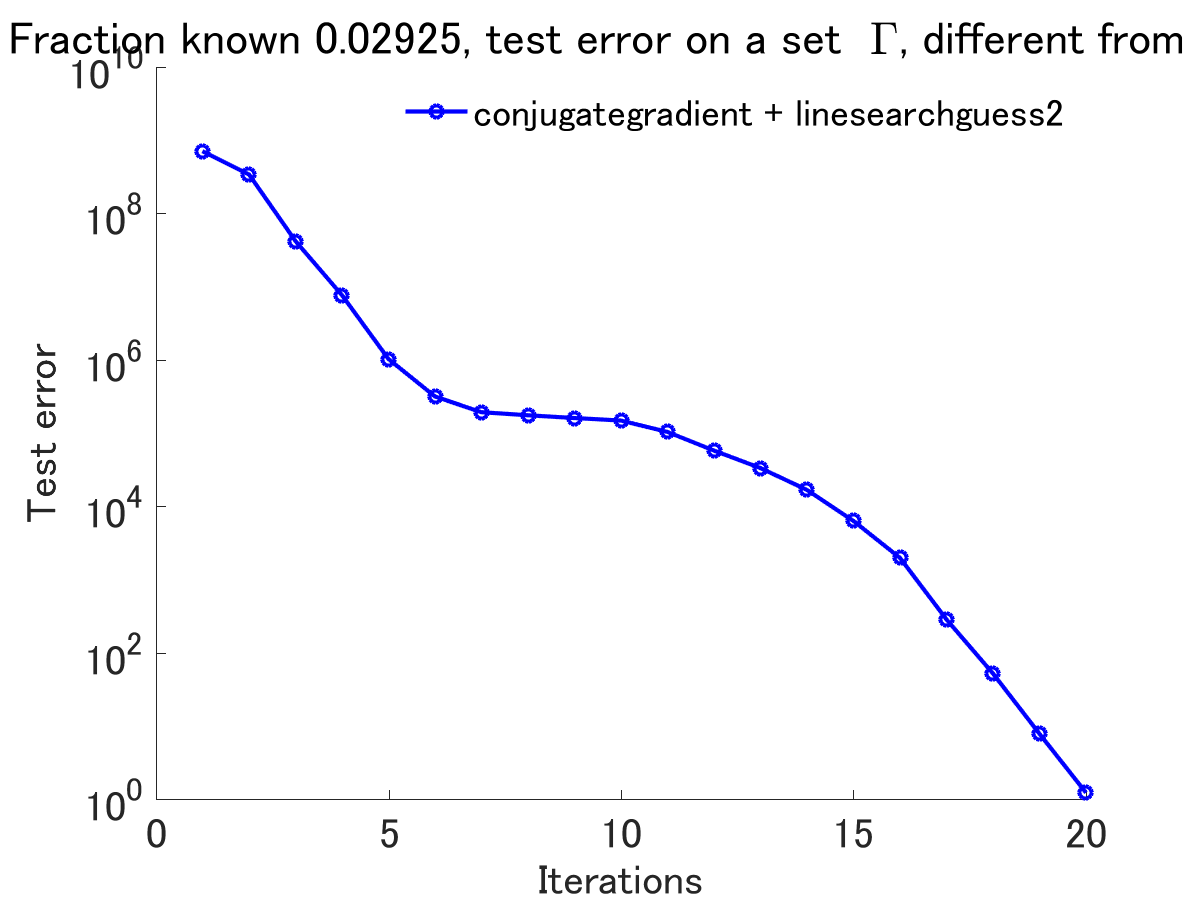 Fraction known 0.02925, test error on a set Γ, different from
10^10
conjugategradient + linesearchguess2
10^8
10^6
Test error
10^4
10^2
10^0
0 5 10 15 20
Iterations